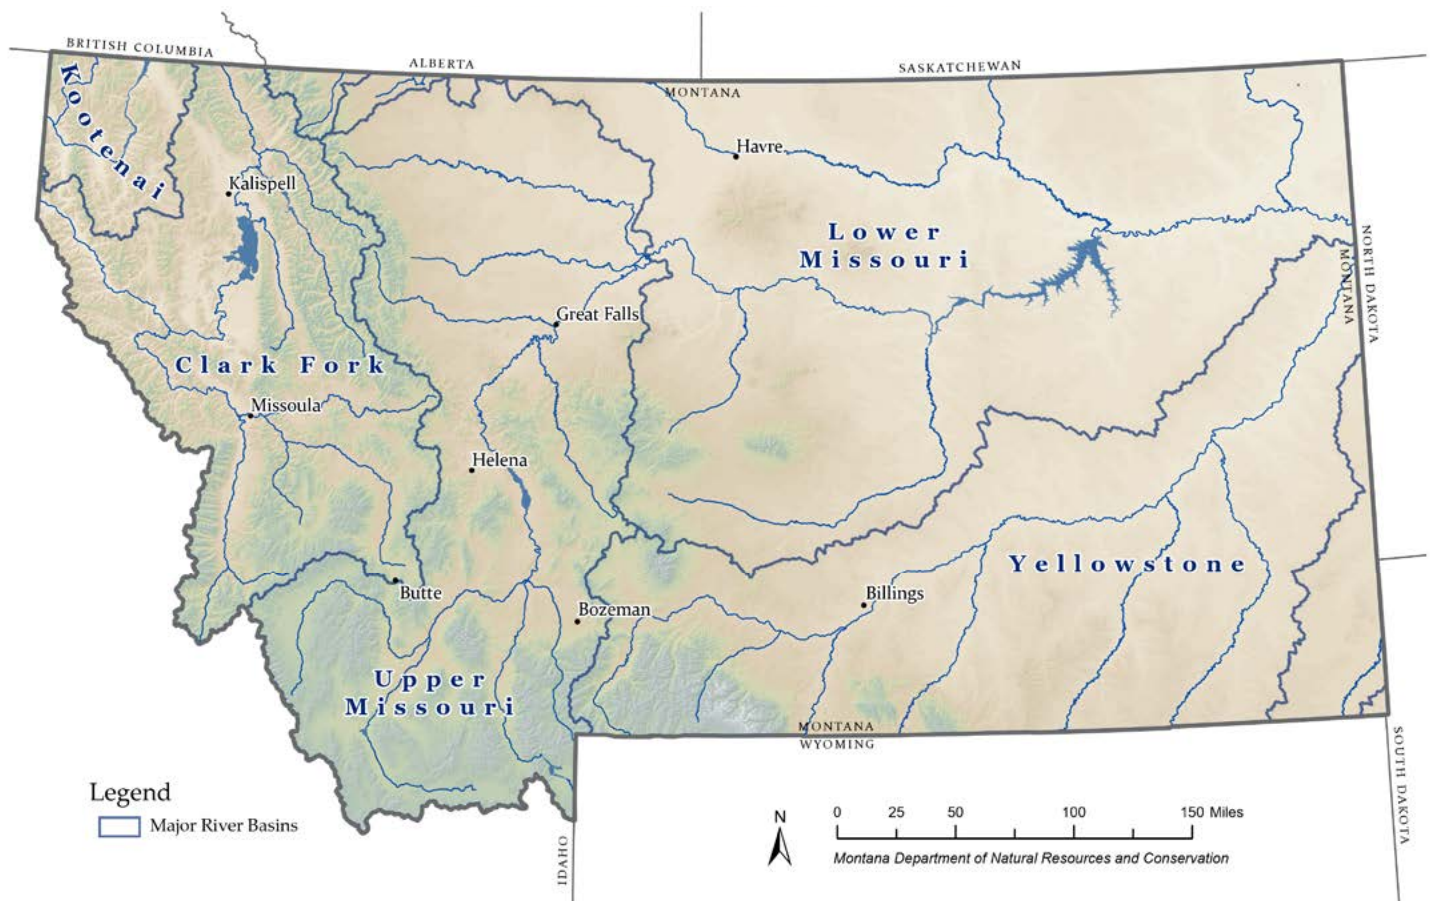 BRITISH COLUMBIA
ALBERTA
SASKATCHEWAN
MONTANA
Kootenai
Havre
Kalispell
Lower
Missouri
NORTH DAKOTA
MONTANA
Great Falls
Clark Fork
Missoula
Helena
Yellowstone
Butte
Billings
Bozeman
Upper
Missouri
MONTANA
WYOMING
SOUTH DAKOTA
IDAHO
Legend
Major River Basins
N
0 25 50 100 150 Miles
Montana Department of Natural Resources and Conservation